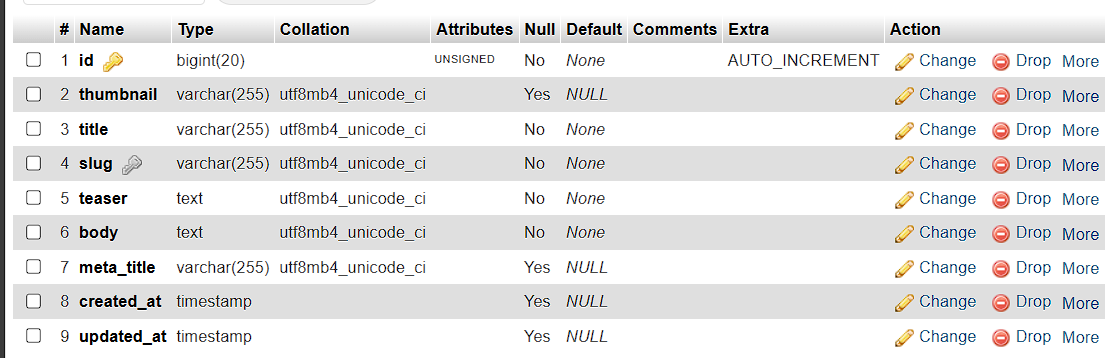 # Name Type Collation Attributes Null Default Comments Extra Action
1 id bigint(20) UNSIGNED No None AUTO_INCREMENT Change Drop More
2 thumbnail varchar(255) utf8mb4_unicode_ci Yes NULL Change Drop More
3 title varchar(255) utf8mb4_unicode_ci No None Change Drop More
4 slug varchar(255) utf8mb4_unicode_ci No None Change Drop More
5 teaser text utf8mb4_unicode_ci No None Change Drop More
6 body text utf8mb4_unicode_ci No None Change Drop More
7 meta_title varchar(255) utf8mb4_unicode_ci Yes NULL Change Drop More
8 created_at timestamp Yes NULL Change Drop More
9 updated_at timestamp Yes NULL Change Drop More